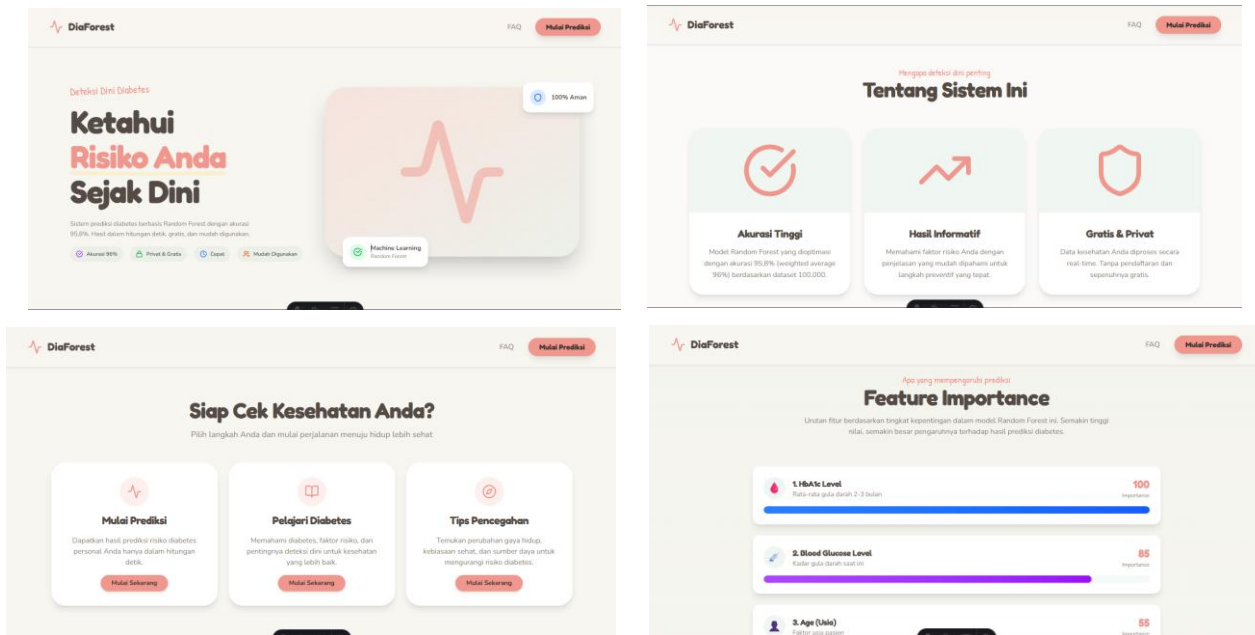 DiaForest
FAQ
Mulai Prediksi
Deteksi Dini Diabetes
Ketahui
Risiko Anda
Sejak Dini
Sistem prediksi diabetes berbasis Random Forest dengan akurasi
95,8%. Hasil dalam hitungan detik, gratis, dan mudah digunakan.
Akurasi 96%
Privat & Gratis
Cepat
Mudah Digunakan
100% Aman
Machine Learning
Random Forest
DiaForest
FAQ
Mulai Prediksi
Mengapa deteksi dini penting
Tentang Sistem Ini
Akurasi Tinggi
Model Random Forest yang dioptimasi
dengan akurasi 95,8% (weighted average
96%) berdasarkan dataset 100.000.
Hasil Informatif
Memahami faktor risiko Anda dengan
penjelasan yang mudah dipahami untuk
langkah preventif yang tepat.
Gratis & Privat
Data kesehatan Anda diproses secara
real-time. Tanpa pendaftaran dan
sepenuhnya gratis.
DiaForest
FAQ
Mulai Prediksi
Siap Cek Kesehatan Anda?
Pilih langkah Anda dan mulai perjalanan menuju hidup lebih sehat
Mulai Prediksi
Dapatkan hasil prediksi risiko diabetes
personal Anda hanya dalam hitungan
detik.
Mulai Sekarang
Pelajari Diabetes
Memahami diabetes, faktor risiko, dan
pentingnya deteksi dini untuk kesehatan
yang lebih baik.
Mulai Sekarang
Tips Pencegahan
Temukan perubahan gaya hidup,
kebiasaan sehat, dan sumber daya untuk
mengurangi risiko diabetes.
Mulai Sekarang
DiaForest
FAQ
Mulai Prediksi
Apa yang mempengaruhi prediksi
Feature Importance
Urutan fitur berdasarkan tingkat kepentingan dalam model Random Forest ini. Semakin tinggi
nilai, semakin besar pengaruhnya terhadap hasil prediksi diabetes.
1. HbA1c Level
Rata-rata gula darah 2-3 bulan
100
Importance
2. Blood Glucose Level
Kadar gula darah saat ini
85
Importance
3. Age (Usia)
Faktor usia pasien
55
Importance